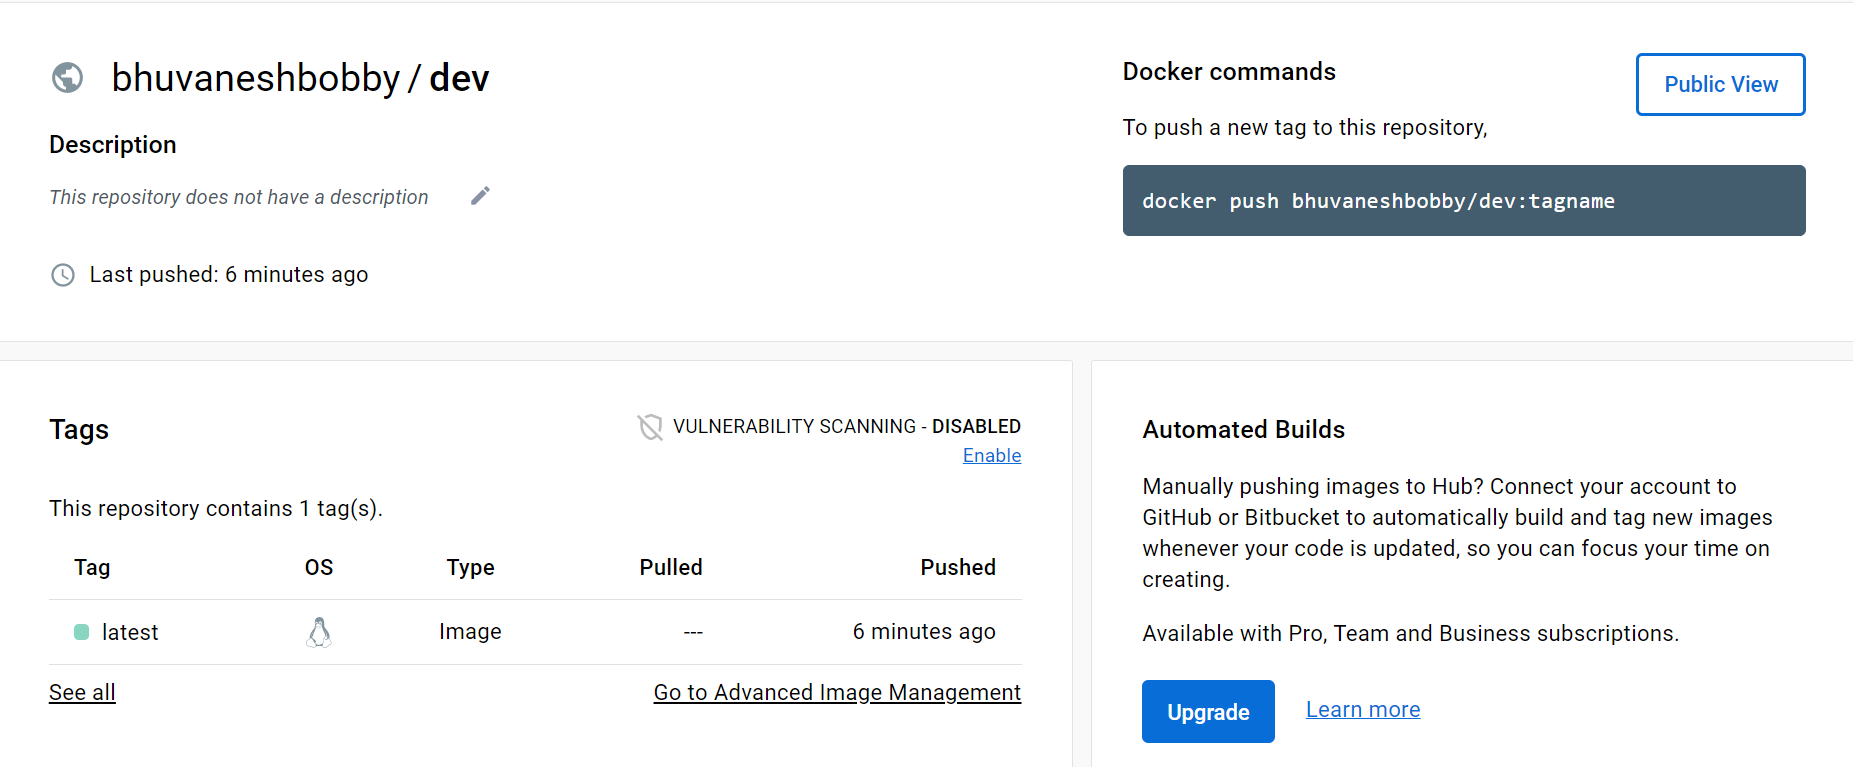 bhuvaneshbobby / dev
Description
This repository does not have a description
Last pushed: 6 minutes ago
Docker commands
Public View
To push a new tag to this repository,
docker push bhuvaneshbobby/dev:tagname
Tags
VULNERABILITY SCANNING - DISABLED
Enable
This repository contains 1 tag(s).
Tag OS Type Pulled Pushed
latest Image --- 6 minutes ago
See all Go to Advanced Image Management
Automated Builds
Manually pushing images to Hub? Connect your account to
GitHub or Bitbucket to automatically build and tag new images
whenever your code is updated, so you can focus your time on
creating.
Available with Pro, Team and Business subscriptions.
Upgrade Learn more